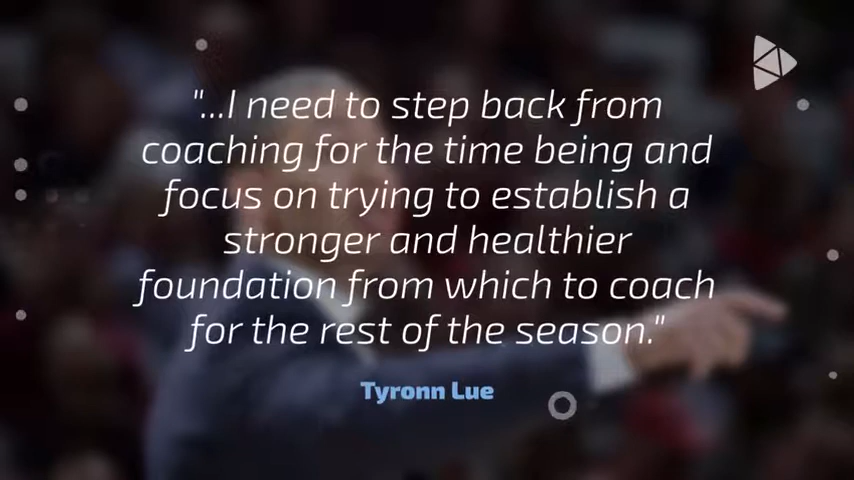 "...I need to step back from
coaching for the time being and
focus on trying to establish a
stronger and healthier
foundation from which to coach
for the rest of the season."
Tyronn Lue